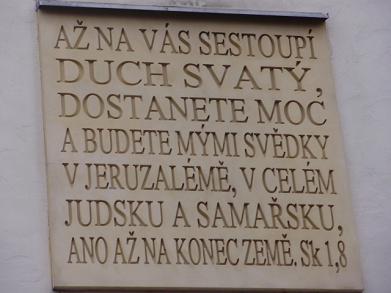 AŽ NA VÁS SESTOUPÍ
DUCH SVATÝ,
DOSTANETE MOC
A BUDETE MÝMI SVĚDKY
V JERUZALÉMĚ, V CELÉM
JUDSKU A SAMAŘSKU,
ANO AŽ NA KONEC ZEMĚ. Sk 1,8